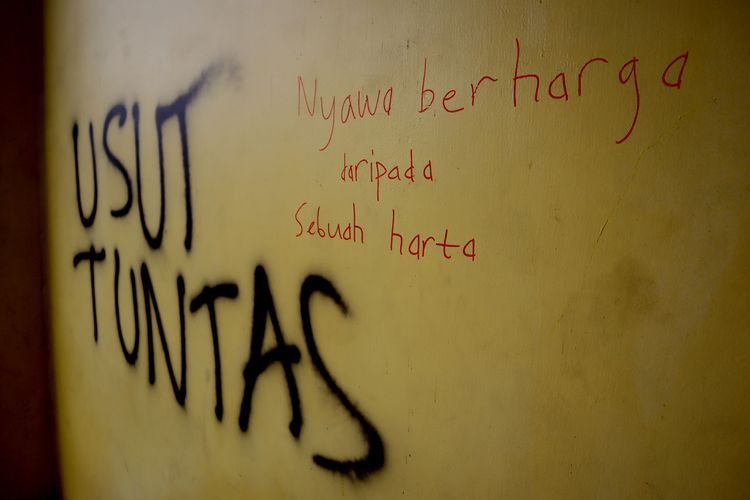 USUT
TUNTAS
Nyawa berharga
daripada
Sebuah harta